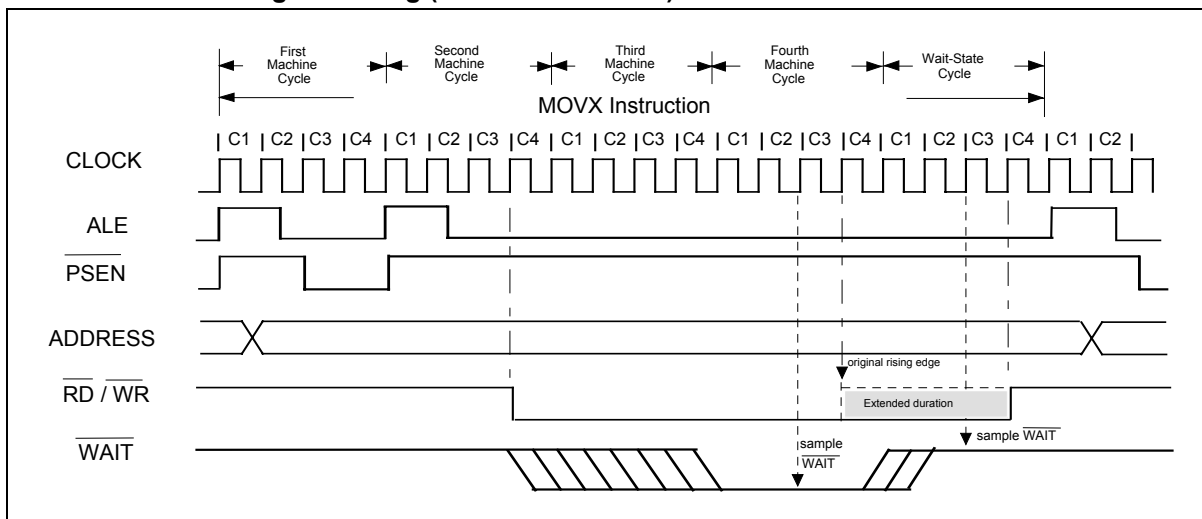 First Machine Cycle
Second Machine Cycle
Third Machine Cycle
Fourth Machine Cycle
Wait-State Cycle
MOVX Instruction
C1 C2 C3 C4 C1 C2 C3 C4 C1 C2 C3 C4 C1 C2 C3 C4 C1 C2 C3 C4 C1 C2
CLOCK
ALE
PSEN
ADDRESS
original rising edge
RD / WR
Extended duration
sample WAIT
sample WAIT
WAIT